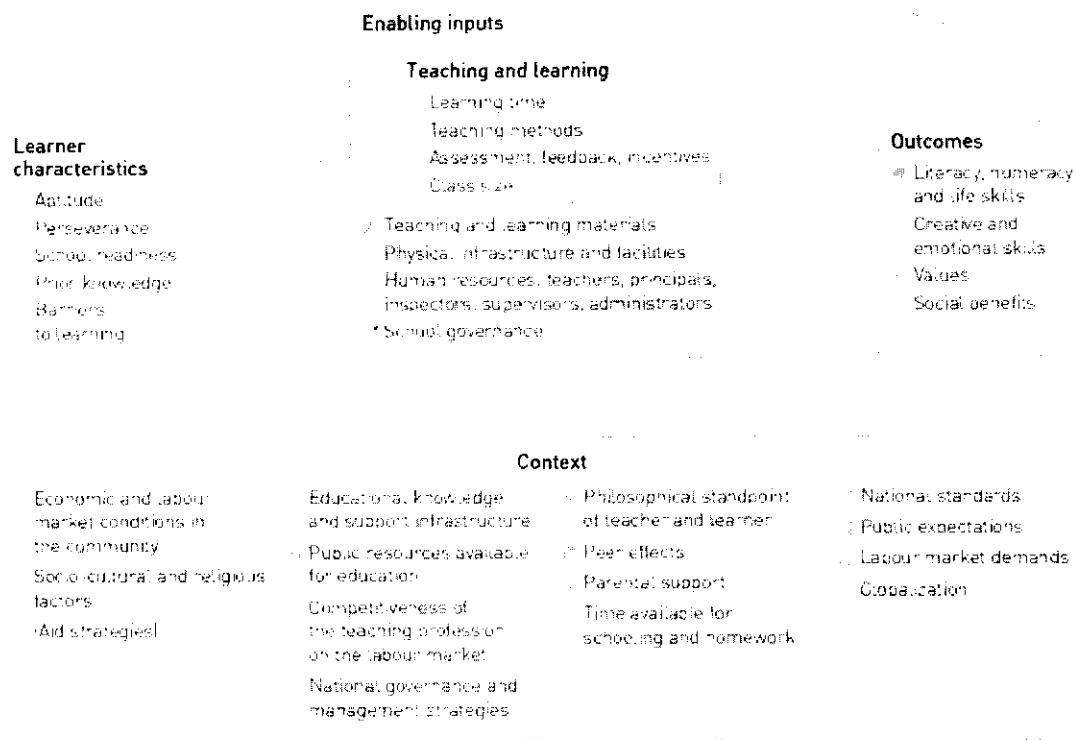 Enabling inputs
Teaching and learning
Learning time
Teaching methods
Assessment, feedback, incentives
Class size
Teaching and learning materials
Physical infrastructure and facilities
Human resources, teachers, principals,
inspectors, supervisors, administrators
School governance
Learner
characteristics
Aptitude
Perseverance
School readiness
Prior knowledge
Barriers
to learning
Outcomes
Literacy, numeracy
and life skills
Creative and
emotional skills
Values
Social benefits
Context
Economic and labour
market conditions in
the community
Socio-cultural and religious
factors
(Aid strategies)
Educational knowledge
and support infrastructure
Public resources available
for education
Competitiveness of
the teaching profession
on the labour market
National governance and
management strategies
Philosophical standpoint
of teacher and learner
Peer effects
Parental support
Time available for
schooling and homework
National standards
Public expectations
Labour market demands
Globalization